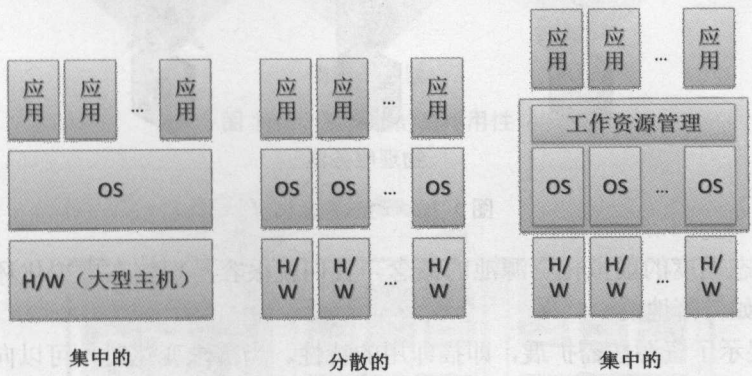 应用 应用 ... 应用
OS
H/W（大型主机）
集中的
应用 应用 ... 应用
OS OS ... OS
H/W H/W ... H/W
分散的
应用 应用 ... 应用
工作资源管理
OS OS ... OS
H/W H/W ... H/W
集中的